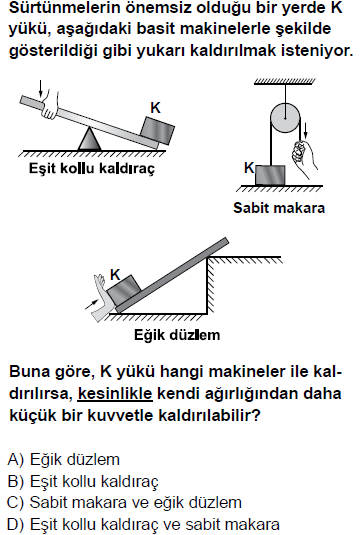 Sürtünmelerin önemsiz olduğu bir yerde K
yükü, aşağıdaki basit makinelerle şekilde
gösterildiği gibi yukarı kaldırılmak isteniyor.
K
Eşit kollu kaldıraç
K
Sabit makara
K
Eğik düzlem
Buna göre, K yükü hangi makineler ile kal-
dırılırsa, kesinlikle kendi ağırlığından daha
küçük bir kuvvetle kaldırılabilir?
A) Eğik düzlem
B) Eşit kollu kaldıraç
C) Sabit makara ve eğik düzlem
D) Eşit kollu kaldıraç ve sabit makara